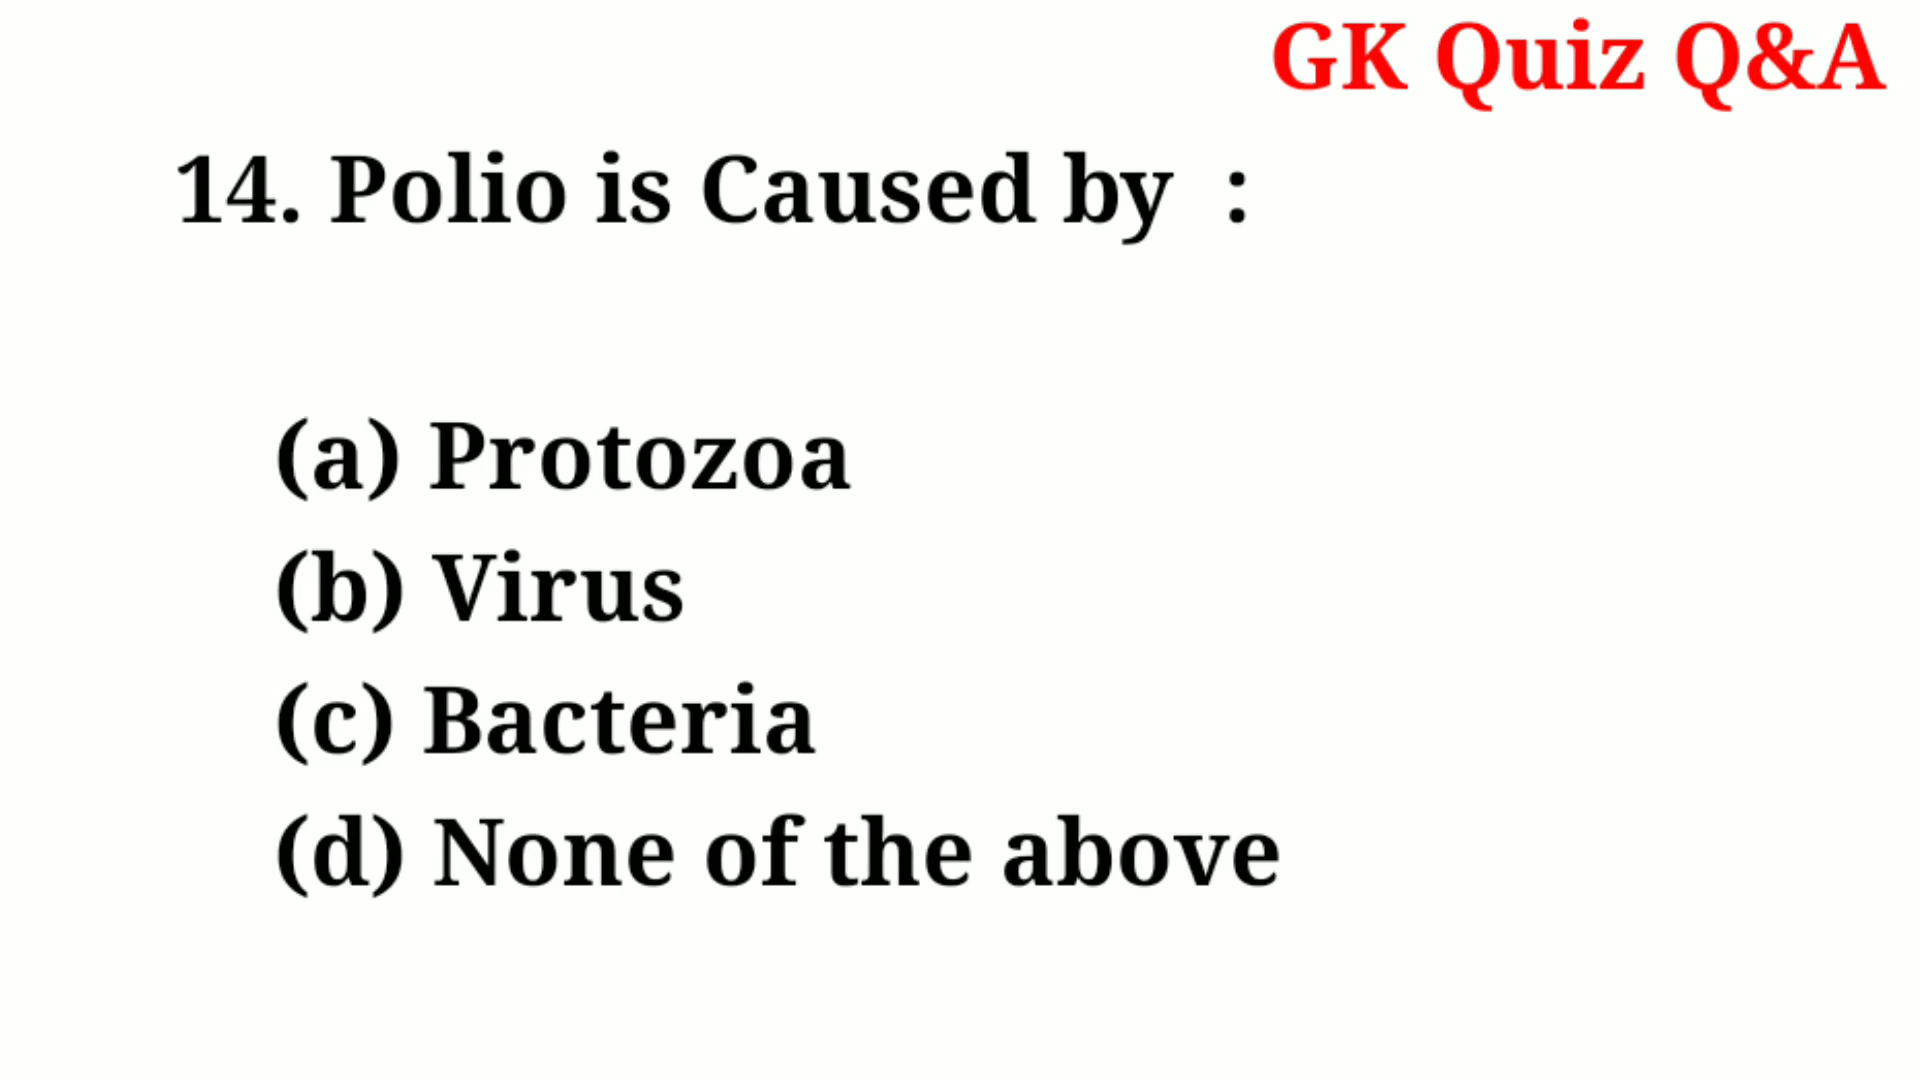 GK Quiz Q&A
14. Polio is Caused by :
(a) Protozoa
(b) Virus
(c) Bacteria
(d) None of the above